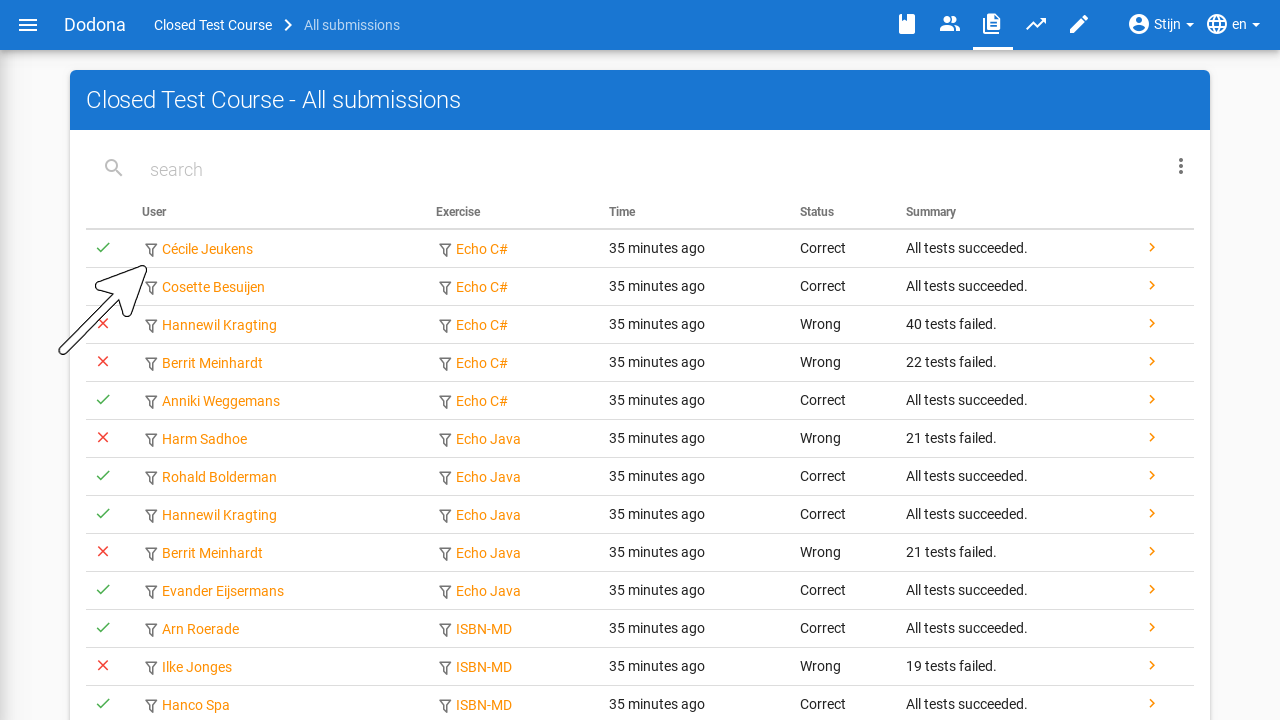 Dodona Closed Test Course All submissions Stijn en
Closed Test Course - All submissions
search
User Exercise Time Status Summary
Cécile Jeukens Echo C# 35 minutes ago Correct All tests succeeded.
Cosette Besuijen Echo C# 35 minutes ago Correct All tests succeeded.
Hannewil Kragting Echo C# 35 minutes ago Wrong 40 tests failed.
Berrit Meinhardt Echo C# 35 minutes ago Wrong 22 tests failed.
Anniki Weggemans Echo C# 35 minutes ago Correct All tests succeeded.
Harm Sadhoe Echo Java 35 minutes ago Wrong 21 tests failed.
Rohald Bolderman Echo Java 35 minutes ago Correct All tests succeeded.
Hannewil Kragting Echo Java 35 minutes ago Correct All tests succeeded.
Berrit Meinhardt Echo Java 35 minutes ago Wrong 21 tests failed.
Evander Eijsermans Echo Java 35 minutes ago Correct All tests succeeded.
Arn Roerade ISBN-MD 35 minutes ago Correct All tests succeeded.
Ilke Jonges ISBN-MD 35 minutes ago Wrong 19 tests failed.
Hanco Spa ISBN-MD 35 minutes ago Correct All tests succeeded.